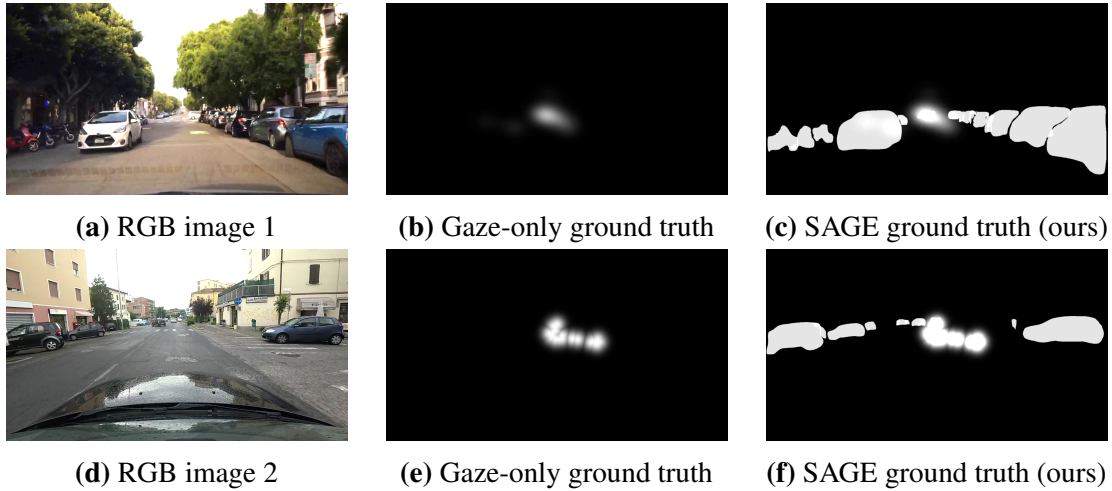 (a) RGB image 1
(b) Gaze-only ground truth
(c) SAGE ground truth (ours)
(d) RGB image 2
(e) Gaze-only ground truth
(f) SAGE ground truth (ours)